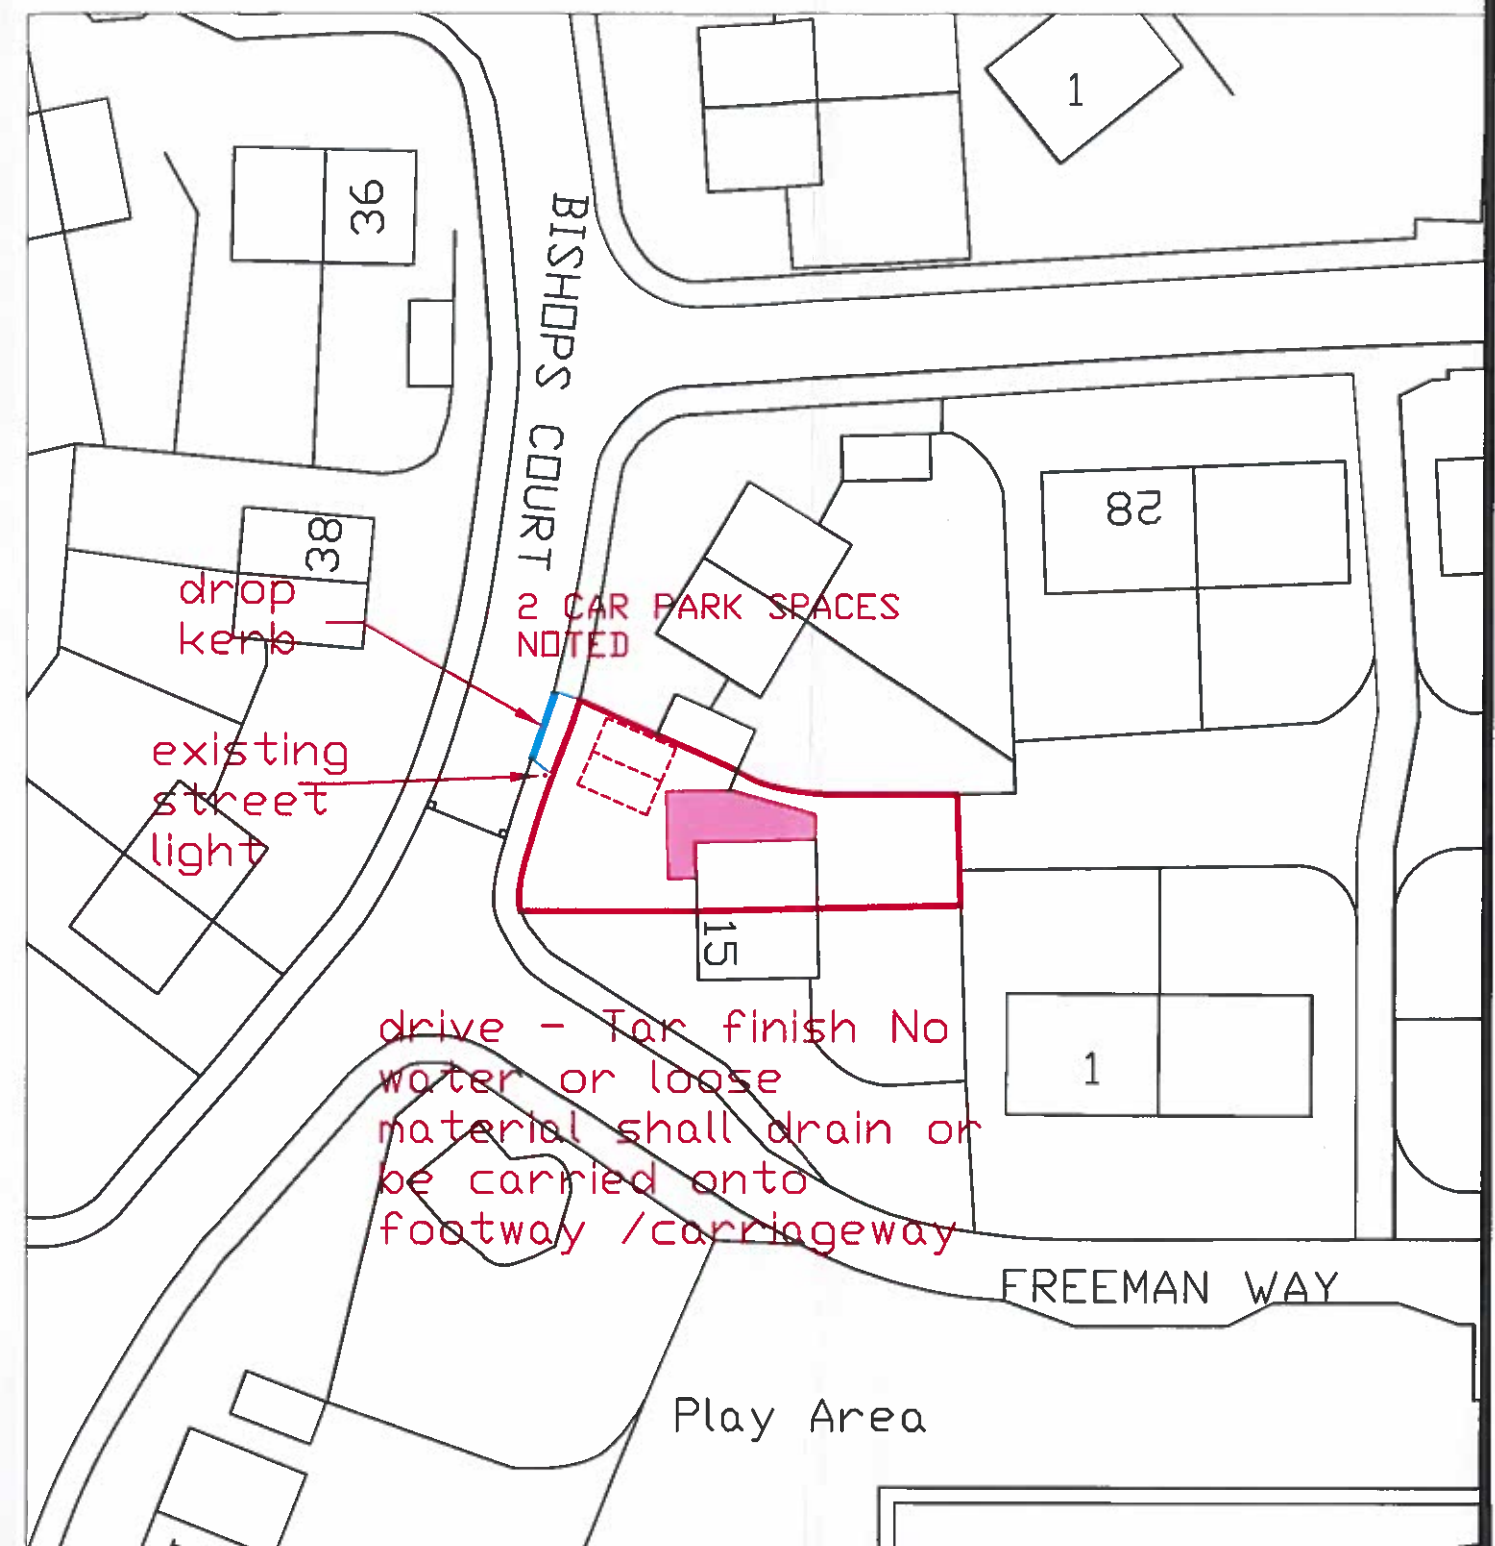 1
36
BISHOPS COURT
28
38
drop
kerb
2 CAR PARK SPACES
NOTED
existing
street
light
15
drive - Tar finish No
water or loose
material shall drain or
be carried onto
footway /carriageway
1
FREEMAN WAY
Play Area